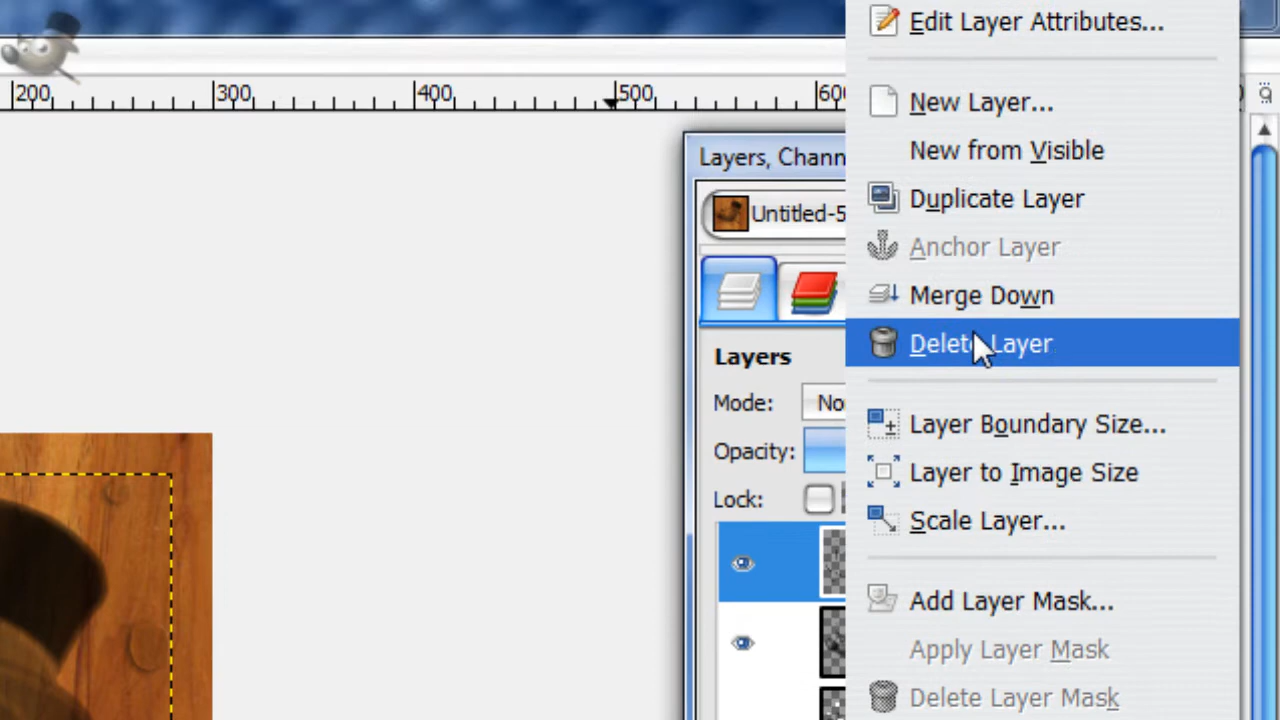 Edit Layer Attributes...
200 300 400 500 600
New Layer...
New from Visible
Layers, Chann
Duplicate Layer
Untitled-5
Anchor Layer
Merge Down
Delete Layer
Layers
Mode: No
Layer Boundary Size...
Opacity:
Layer to Image Size
Lock:
Scale Layer...
Add Layer Mask...
Apply Layer Mask
Delete Layer Mask